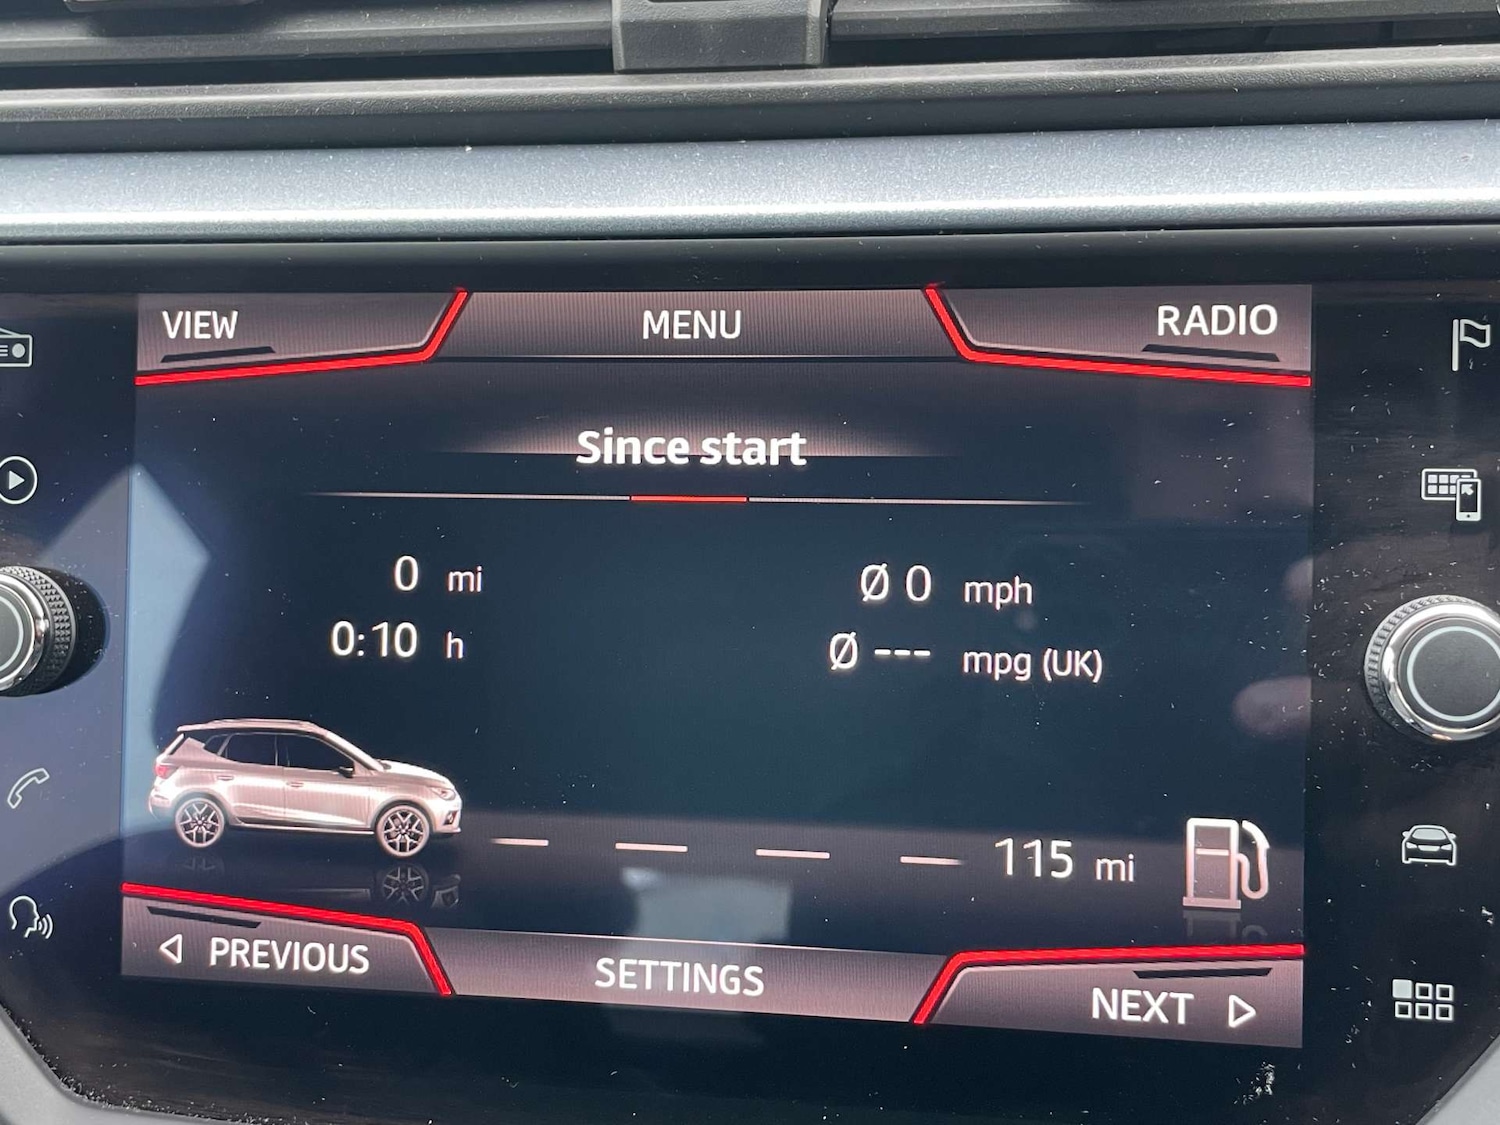 VIEW MENU RADIO
Since start
0 mi Ø 0 mph
0:10 h Ø --- mpg (UK)
115 mi
PREVIOUS SETTINGS NEXT